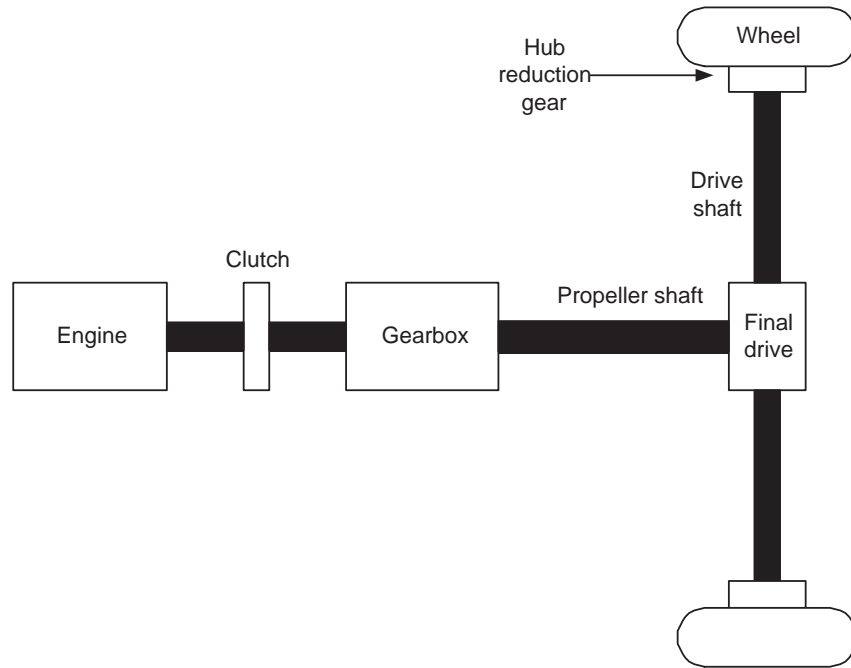 Wheel
Hub
reduction
gear
Drive
shaft
Clutch
Propeller shaft
Engine
Gearbox
Final
drive